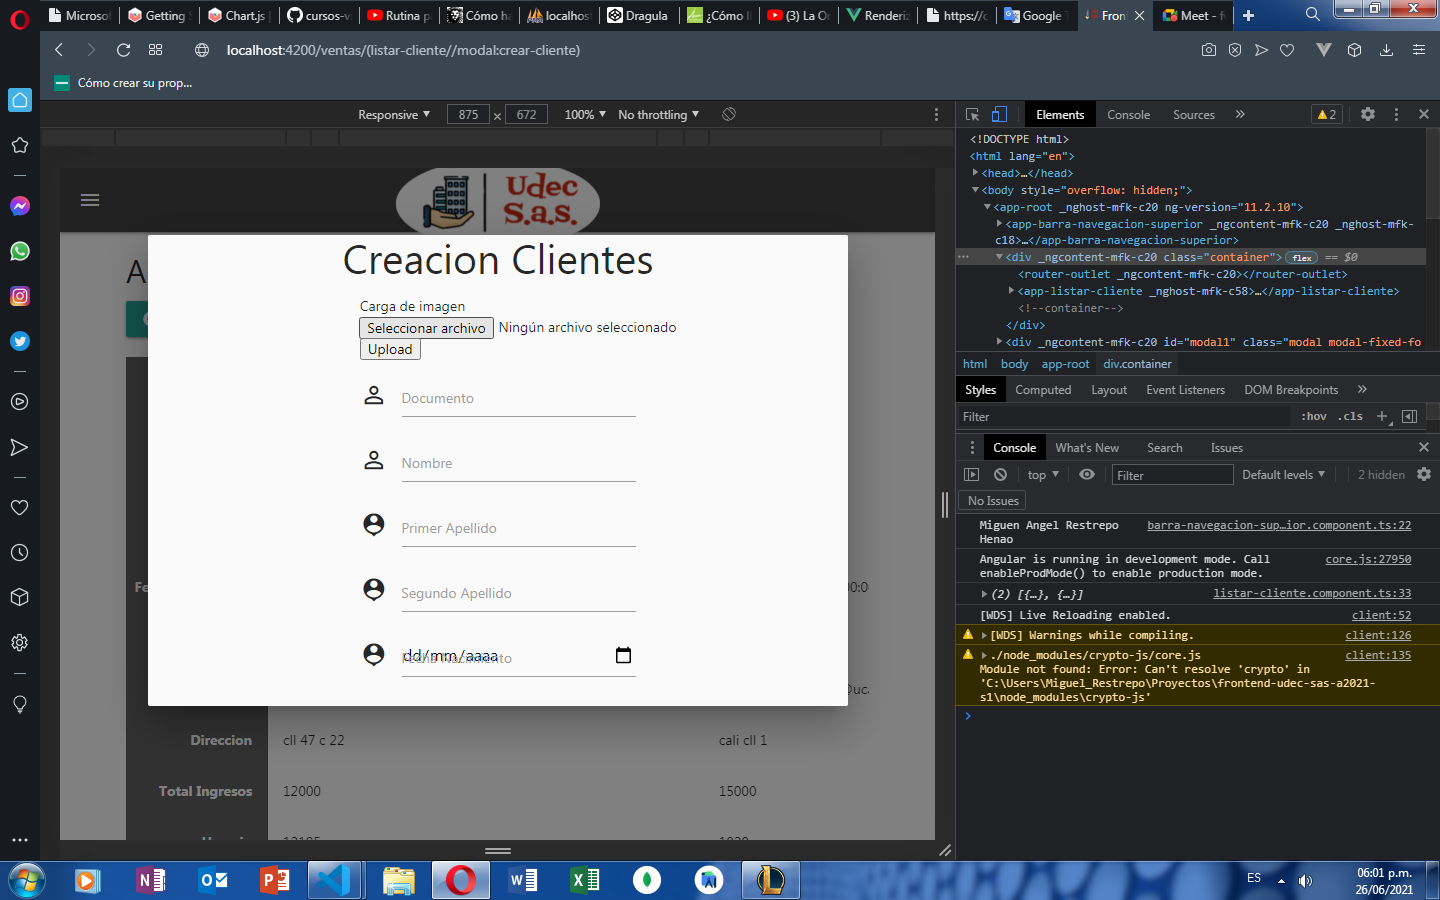 Microsof
Getting S
Chart.js |
cursos-v
Rutina p
Cómo ha
localhos
Dragula
¿Cómo ll
(3) La Or
Renderiz
https://c
Google T
Fron
Meet - f
localhost:4200/ventas/(listar-cliente//modal:crear-cliente)
Cómo crear su prop...
Responsive
875
×
672
100%
No throttling
Elements
Console
Sources
2
<!DOCTYPE html>
<html lang="en">
<head>…</head>
<body style="overflow: hidden;">
<app-root _nghost-mfk-c20 ng-version="11.2.10">
<app-barra-navegacion-superior _ngcontent-mfk-c20 _nghost-mfk-
c18>…</app-barra-navegacion-superior>
<div _ngcontent-mfk-c20 class="container"> flex == $0
<router-outlet _ngcontent-mfk-c20></router-outlet>
<app-listar-cliente _nghost-mfk-c58>…</app-listar-cliente>
<!--container-->
</div>
<div _ngcontent-mfk-c20 id="modal1" class="modal modal-fixed-fo
html
body
app-root
div.container
Styles
Computed
Layout
Event Listeners
DOM Breakpoints
Filter
:hov
.cls
Console
What's New
Search
Issues
top
Filter
Default levels
2 hidden
No Issues
Miguen Angel Restrepo
Henao
barra-navegacion-sup…ior.component.ts:22
Angular is running in development mode. Call
enableProdMode() to enable production mode.
core.js:27950
(2) [{…}, {…}]
listar-cliente.component.ts:33
[WDS] Live Reloading enabled.
client:52
[WDS] Warnings while compiling.
client:126
./node_modules/crypto-js/core.js
client:135
Module not found: Error: Can't resolve 'crypto' in
'C:\Users\Miguel_Restrepo\Proyectos\frontend-udec-sas-a2021-
s1\node_modules\crypto-js'
Udec
S.a.s.
A
Creacion Clientes
Carga de imagen
Seleccionar archivo Ningún archivo seleccionado
Upload
Documento
Nombre
Primer Apellido
Segundo Apellido
dd/mm/aaaa
Fecha Nacimiento
Fe
00:0
@uc
Direccion
cll 47 c 22
cali cll 1
Total Ingresos
12000
15000
ES
06:01 p.m.
26/06/2021